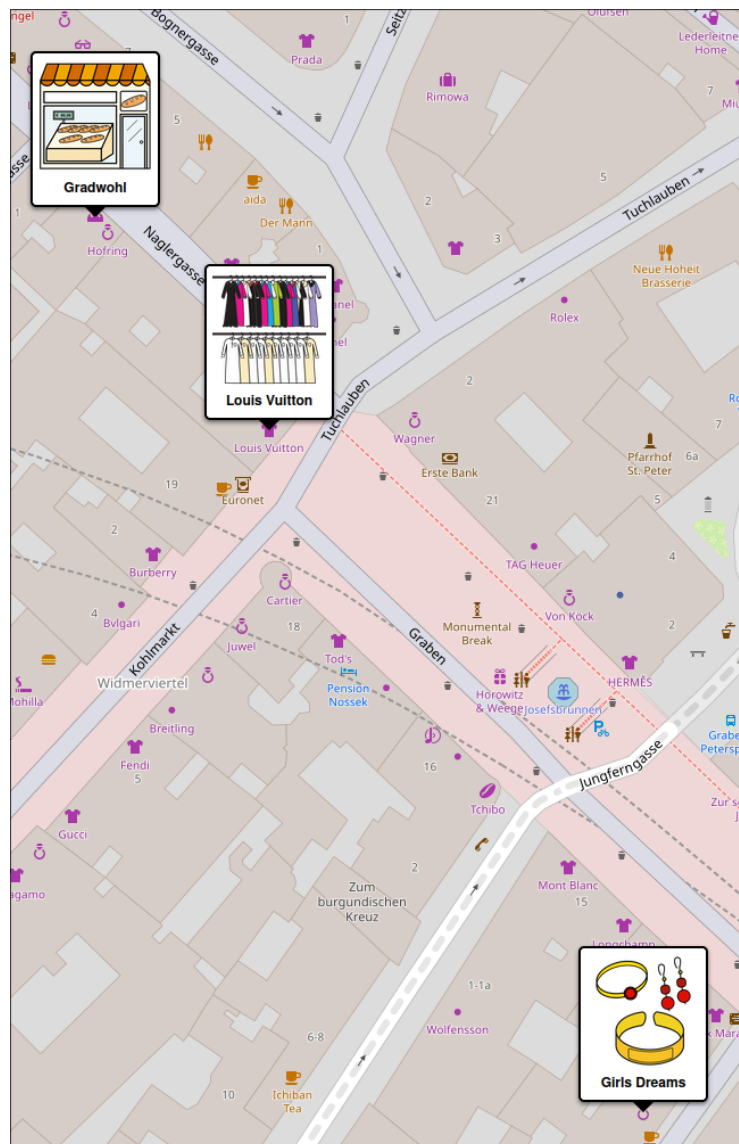 Bognergasse
Seitz
Prada
1
Lederleitner
Home
Rimowa
7
5
Gradwohl
aida
Der Mann
2
5
3
Tuchlauben
1
Hofring
Naglergasse
1
Neue Hoheit
Brasserie
Rolex
Louis Vuitton
Tuchlauben
2
Louis Vuitton
Wagner
7
Erste Bank
Pfarrhof
St. Peter
6a
19
Euronet
21
5
2
Burberry
TAG Heuer
4
Cartier
Von Köck
4
Bvlgari
Monumental
Break
2
18
Juwel
Kohlmarkt
Graben
Tod's
Widmerviertel
Pension
Nossek
HERMÈS
Horowitz
& Weege
Josefsbrunnen
Breitling
Jungferngasse
Fendi
16
5
Tchibo
Gucci
2
Mont Blanc
Zum
burgundischen
Kreuz
15
Longchamp
1-1a
Wolfensson
6-8
Girls Dreams
10
Ichiban
Tea